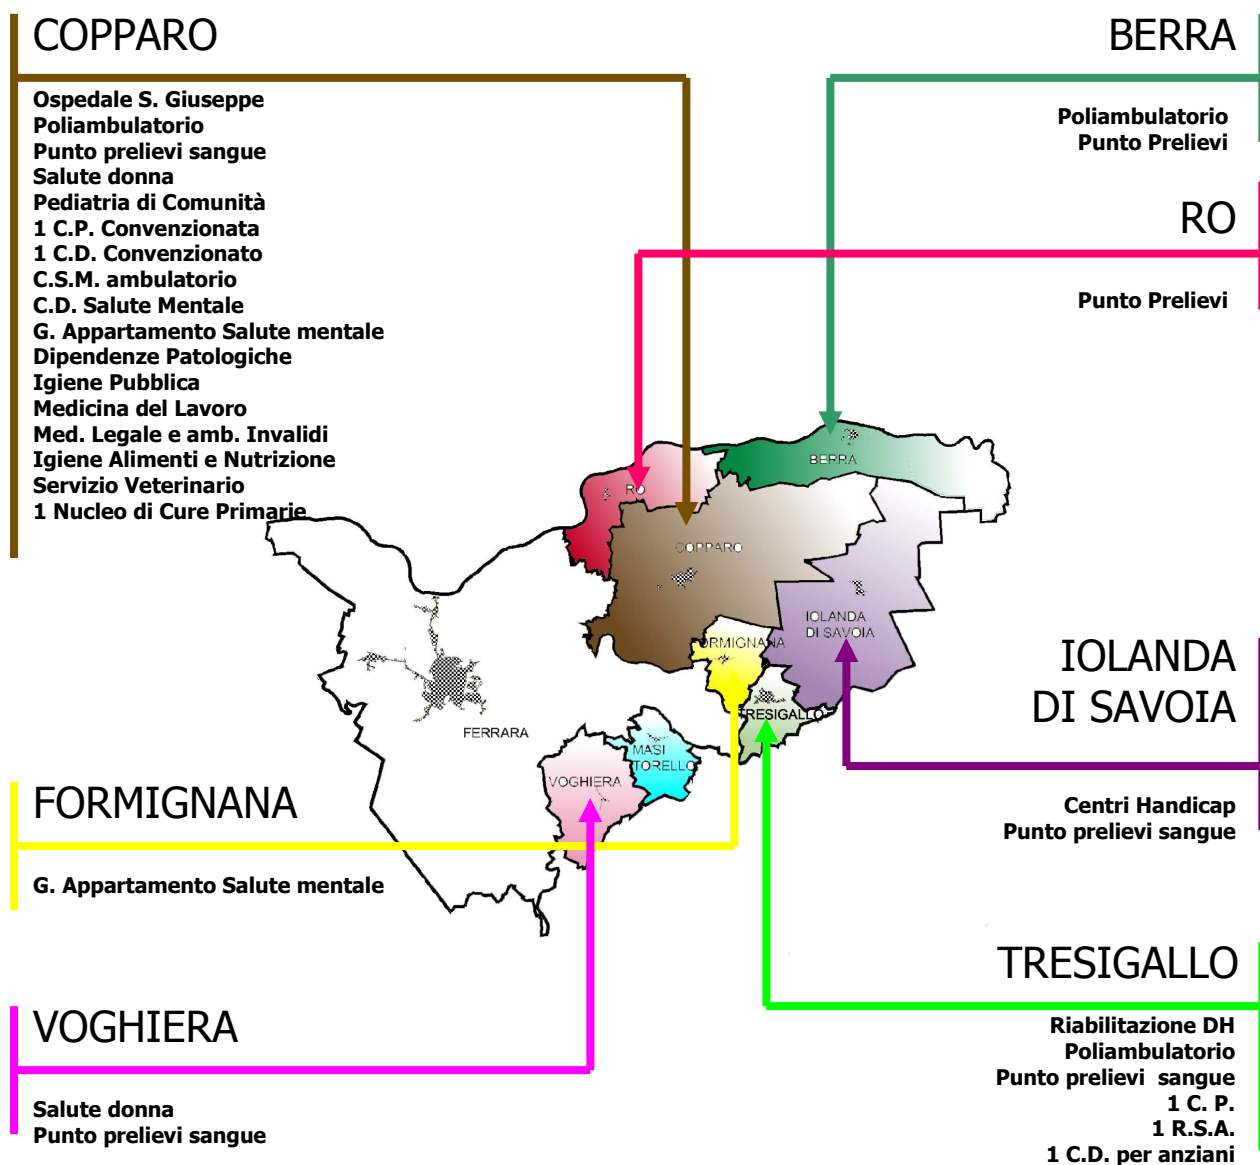 COPPARO
Ospedale S. Giuseppe
Poliambulatorio
Punto prelievi sangue
Salute donna
Pediatria di Comunità
1 C.P. Convenzionata
1 C.D. Convenzionato
C.S.M. ambulatorio
C.D. Salute Mentale
G. Appartamento Salute mentale
Dipendenze Patologiche
Igiene Pubblica
Medicina del Lavoro
Med. Legale e amb. Invalidi
Igiene Alimenti e Nutrizione
Servizio Veterinario
1 Nucleo di Cure Primarie
BERRA
Poliambulatorio
Punto Prelievi
RO
Punto Prelievi
BERRA
RO
COPPARO
IOLANDA
DI SAVOIA
FORMIGNANA
TRESIGALLO
FERRARA
MASI
TORELLO
VOGHIERA
IOLANDA
DI SAVOIA
Centri Handicap
Punto prelievi sangue
FORMIGNANA
G. Appartamento Salute mentale
TRESIGALLO
Riabilitazione DH
Poliambulatorio
Punto prelievi  sangue
1 C. P.
1 R.S.A.
1 C.D. per anziani
VOGHIERA
Salute donna
Punto prelievi sangue